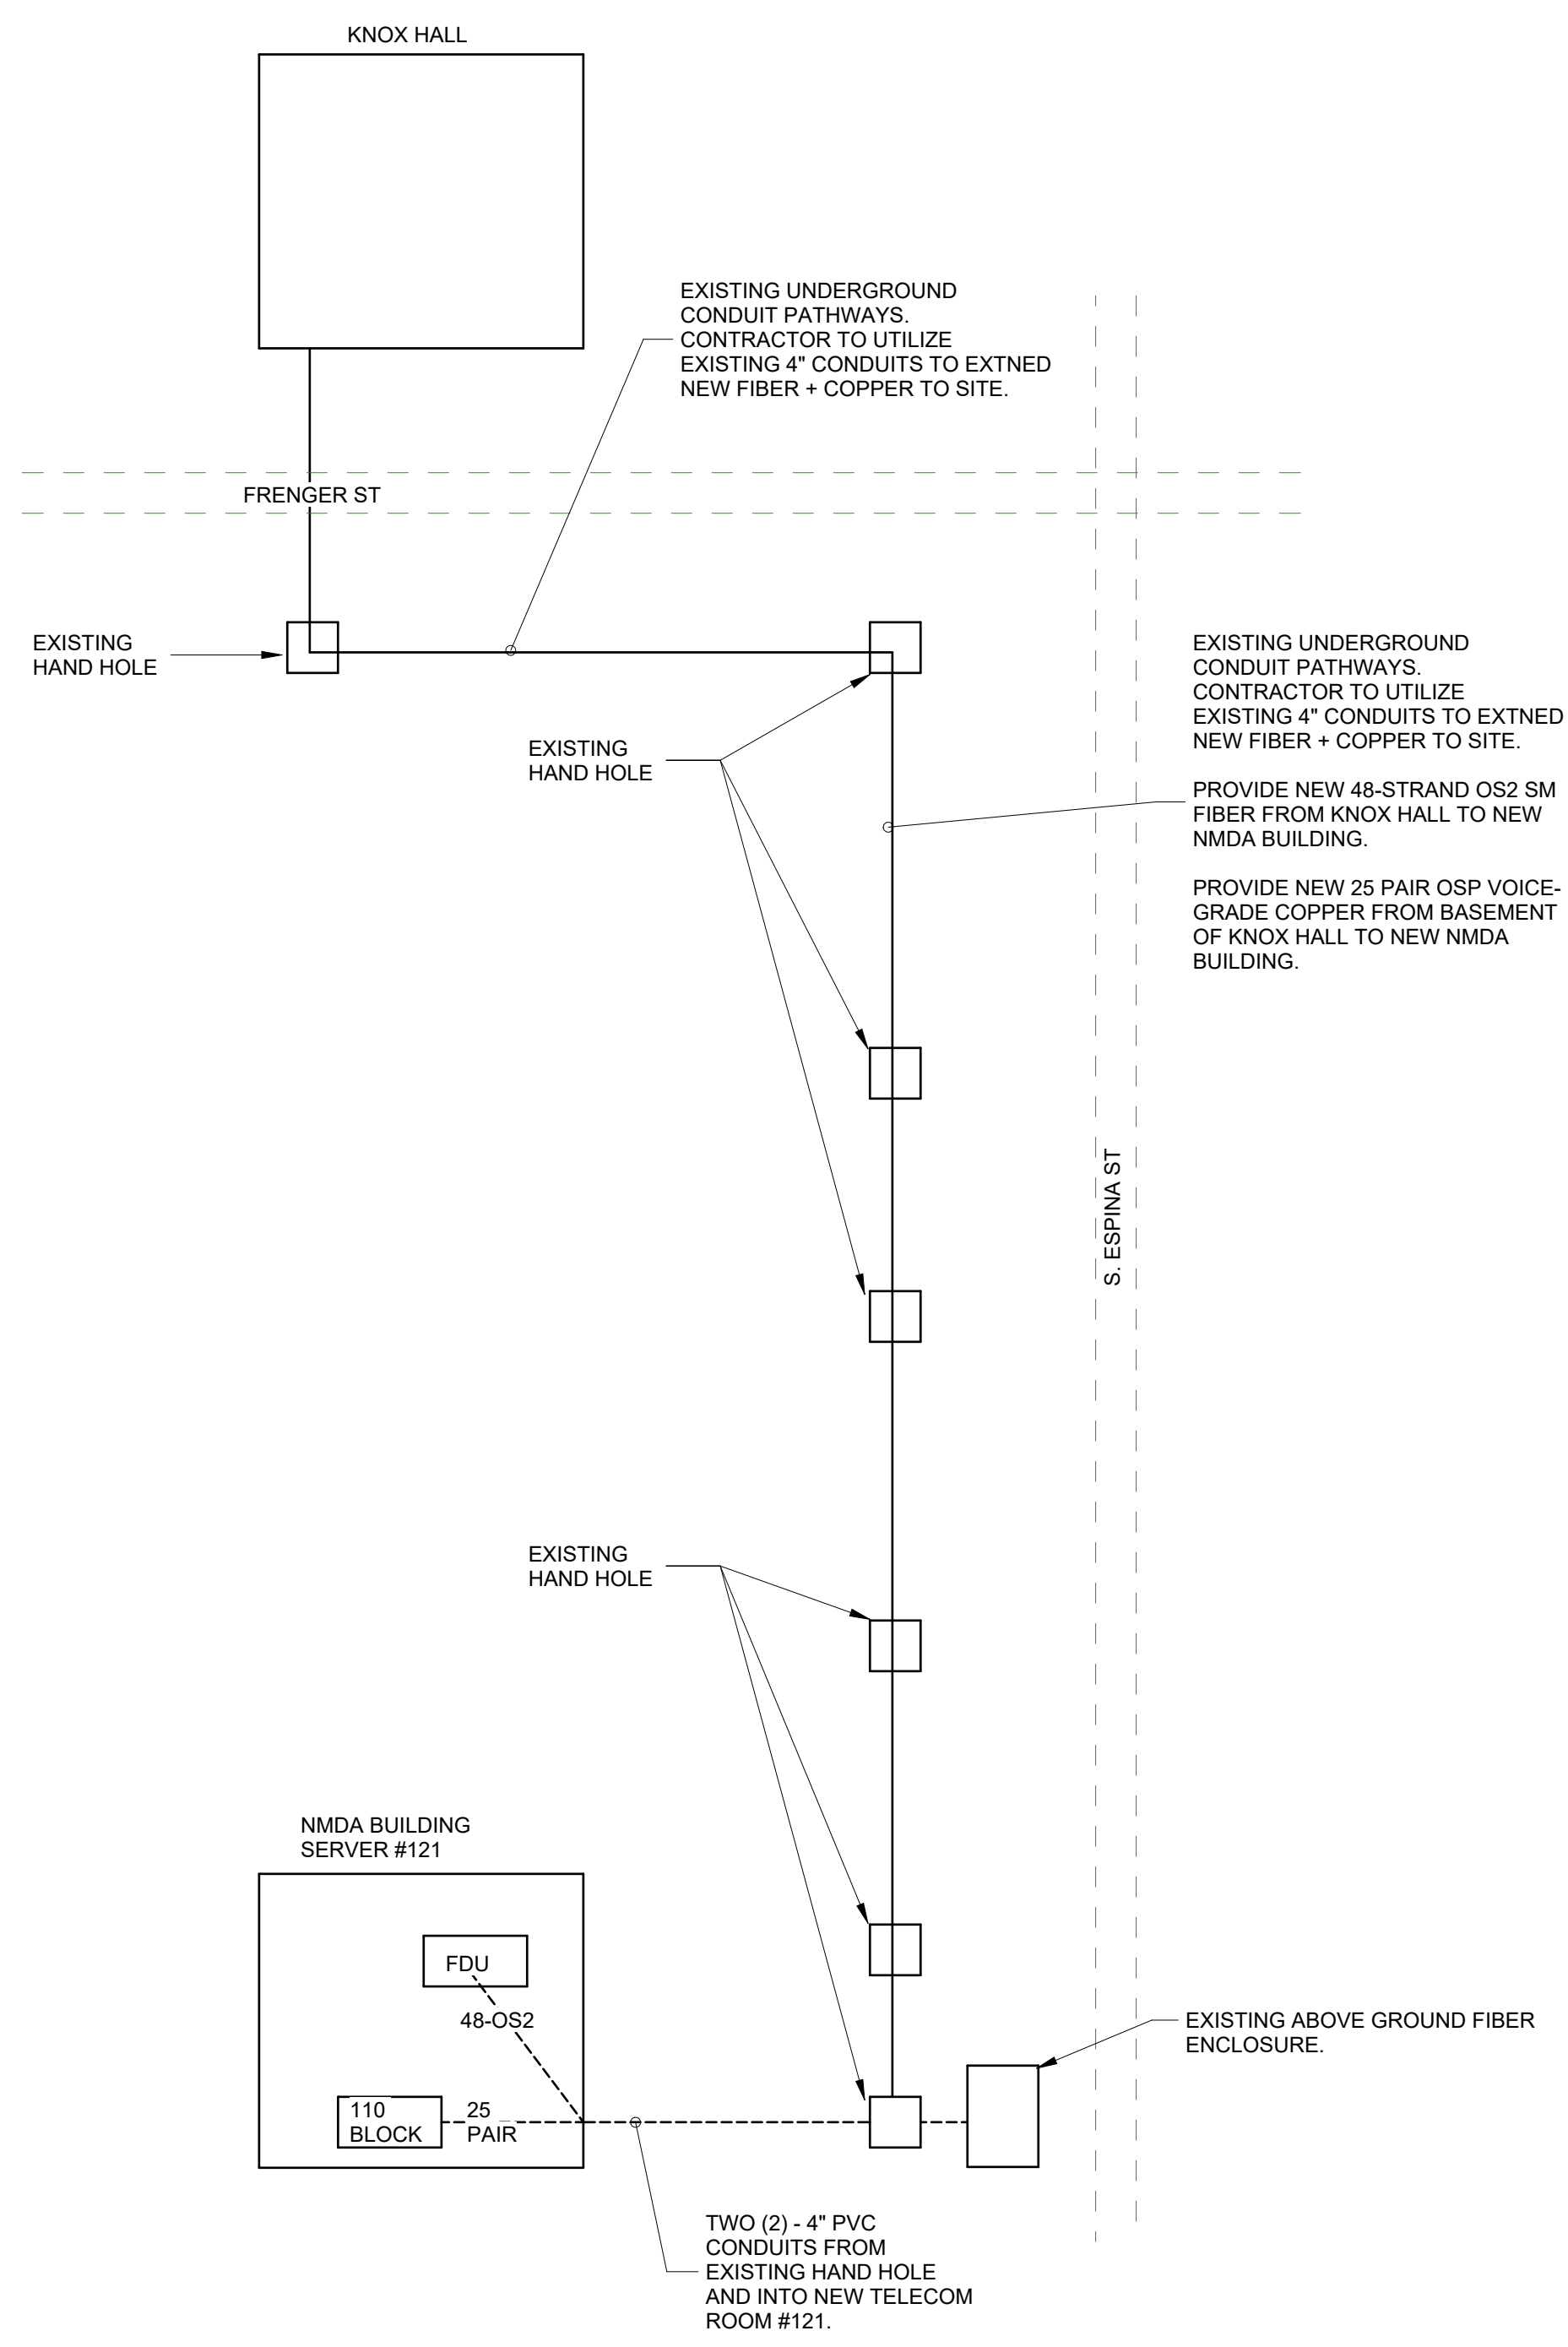 KNOX HALL
EXISTING UNDERGROUND
CONDUIT PATHWAYS.
CONTRACTOR TO UTILIZE
EXISTING 4" CONDUITS TO EXTNED
NEW FIBER + COPPER TO SITE.
FRENGER ST
EXISTING
HAND HOLE
EXISTING UNDERGROUND
CONDUIT PATHWAYS.
CONTRACTOR TO UTILIZE
EXISTING 4" CONDUITS TO EXTNED
NEW FIBER + COPPER TO SITE.
PROVIDE NEW 48-STRAND OS2 SM
FIBER FROM KNOX HALL TO NEW
NMDA BUILDING.
PROVIDE NEW 25 PAIR OSP VOICE-
GRADE COPPER FROM BASEMENT
OF KNOX HALL TO NEW NMDA
BUILDING.
EXISTING
HAND HOLE
S. ESPINA ST
EXISTING
HAND HOLE
NMDA BUILDING
SERVER #121
FDU
48-OS2
110
BLOCK
25
PAIR
EXISTING ABOVE GROUND FIBER
ENCLOSURE.
TWO (2) - 4" PVC
CONDUITS FROM
EXISTING HAND HOLE
AND INTO NEW TELECOM
ROOM #121.